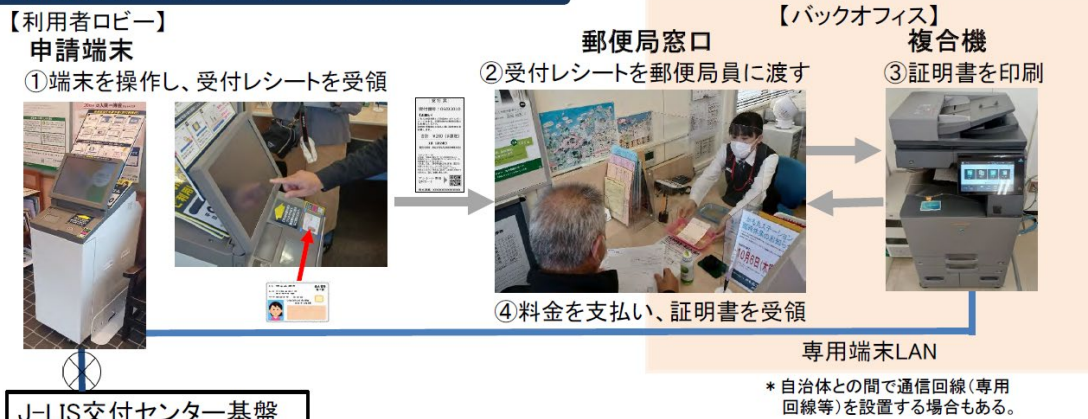 【利用者ロビー】
申請端末
①端末を操作し、受付レシートを受領
郵便局窓口
②受付レシートを郵便局員に渡す
④料金を支払い、証明書を受領
【バックオフィス】
複合機
③証明書を印刷
専用端末LAN
＊自治体との間で通信回線（専用
回線等）を設置する場合もある。
J-LIS交付センター基盤